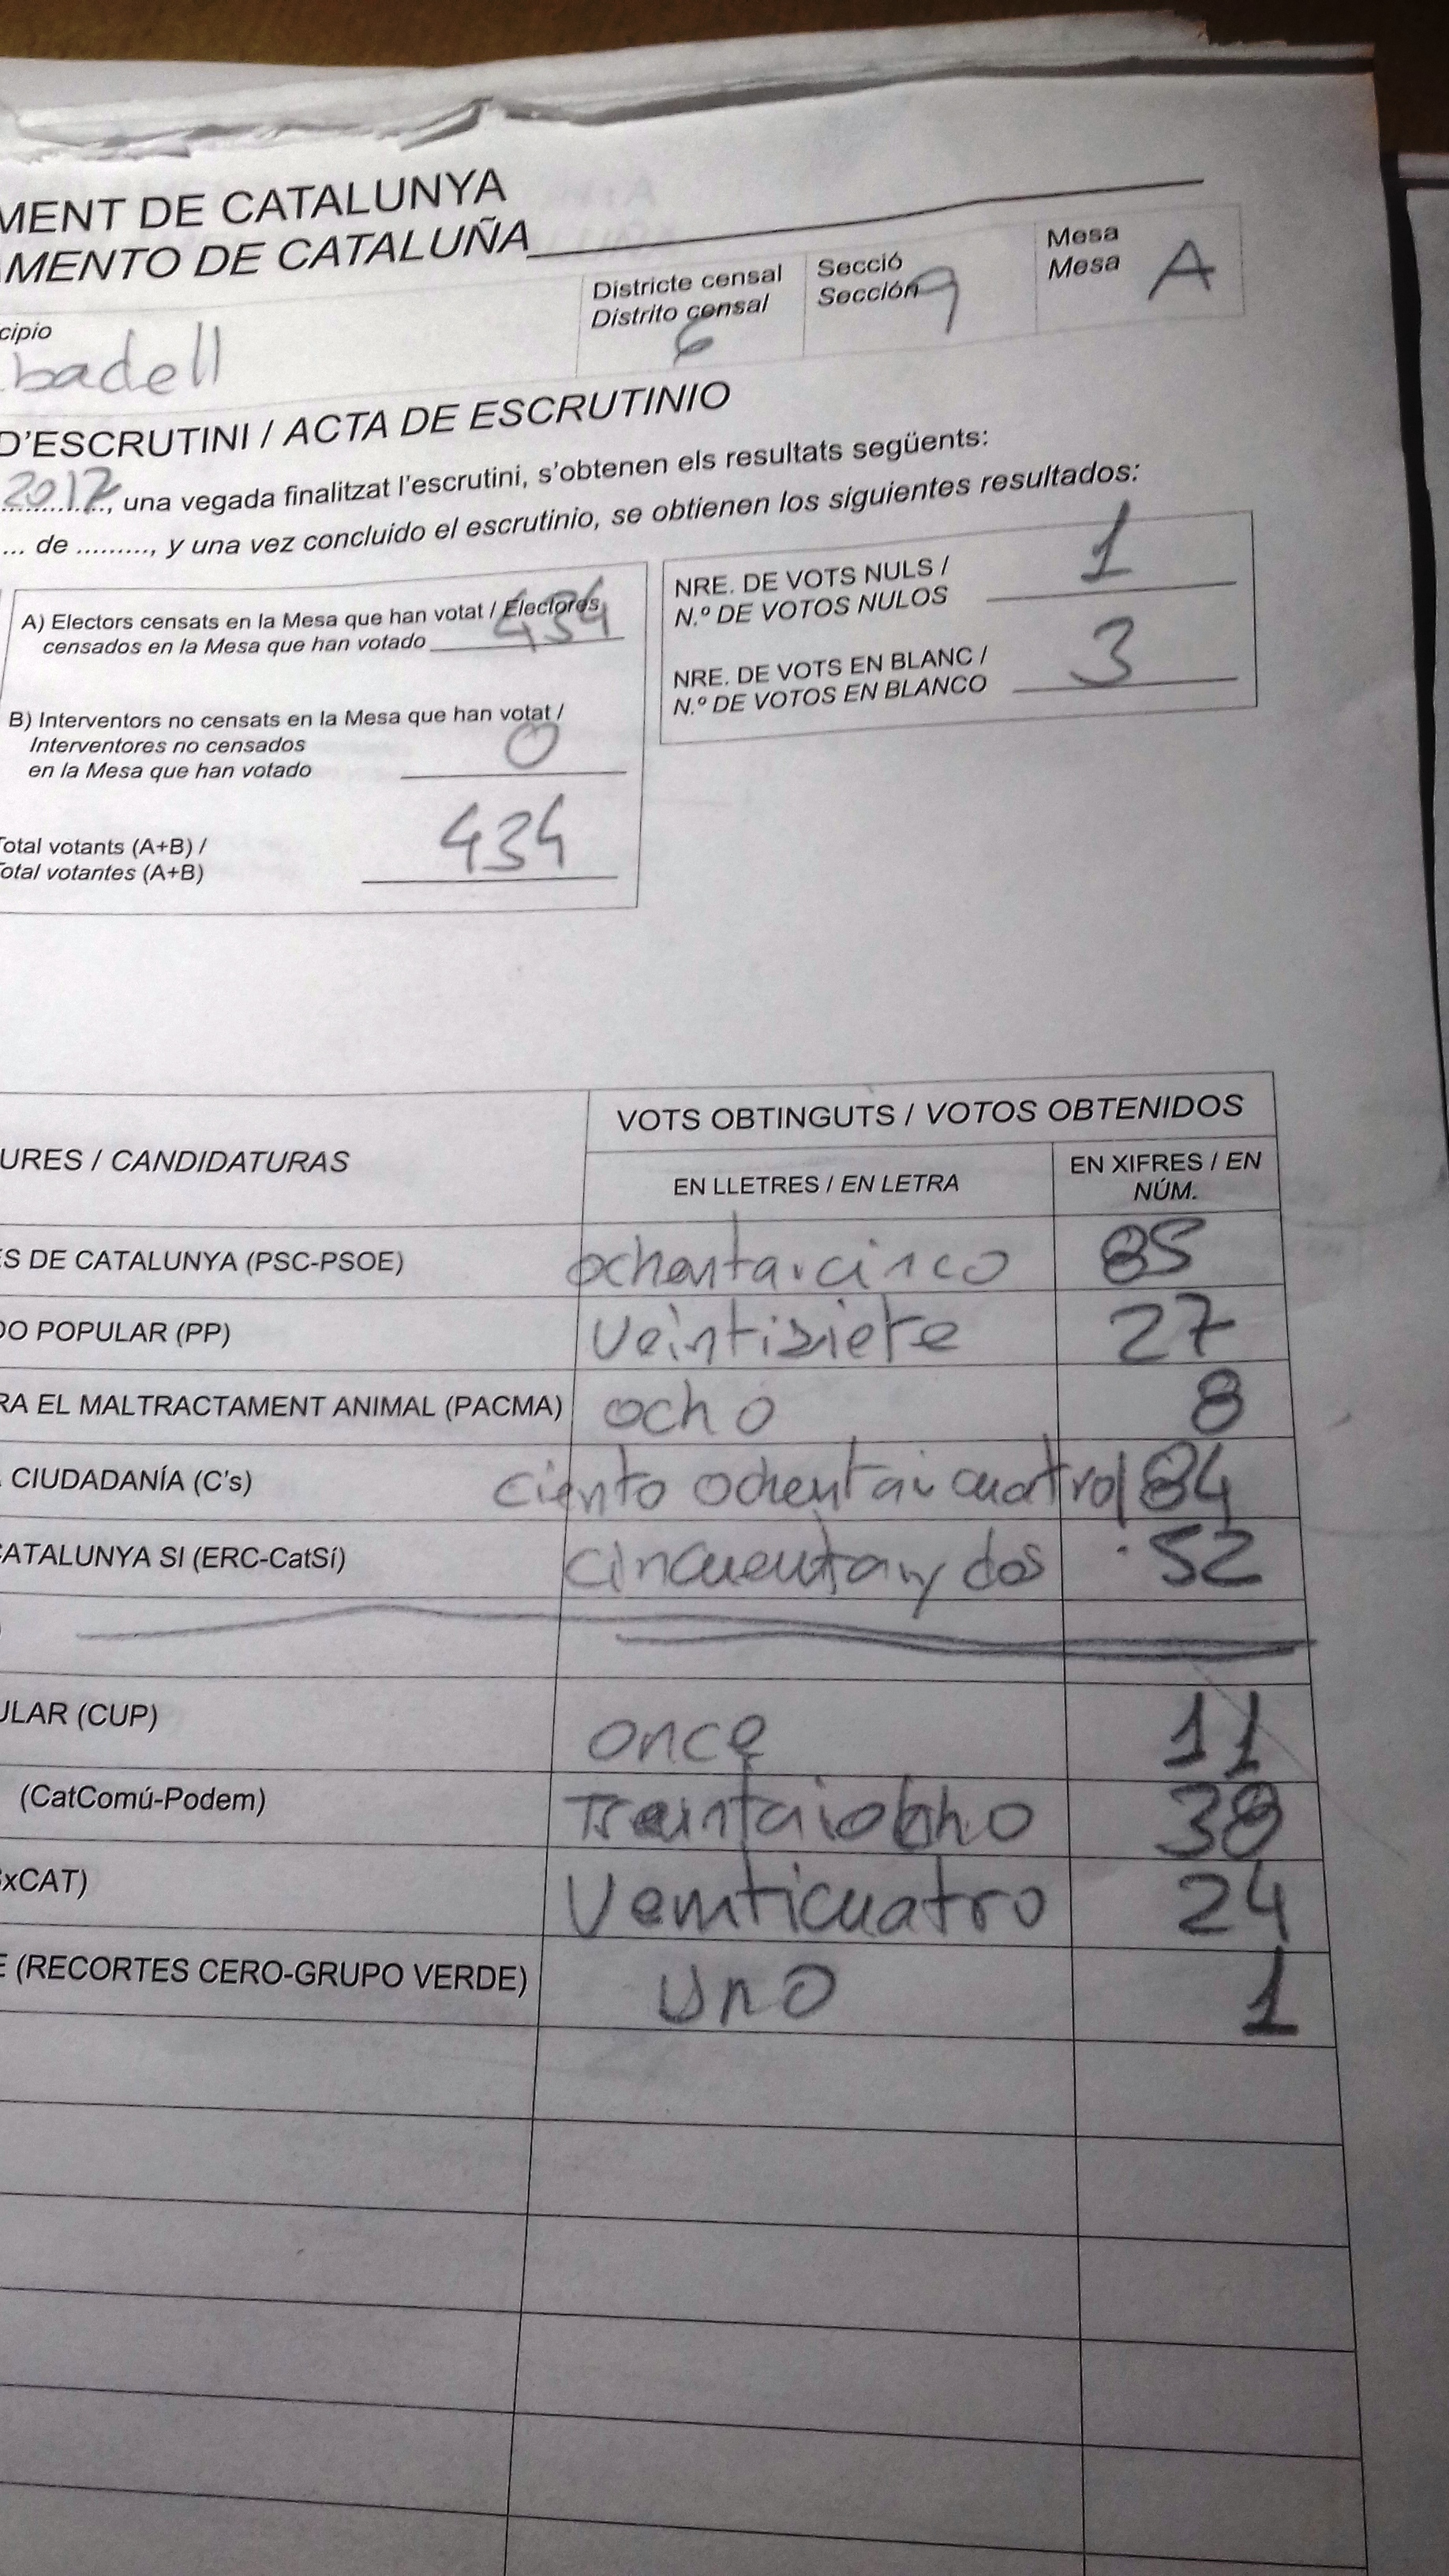 MENT DE CATALUNYA
AMENTO DE CATALUÑA
cipio
badell
Districte censal
Distrito censal
6
Secció
Sección 9
Mesa
Mesa A
D'ESCRUTINI / ACTA DE ESCRUTINIO
2017, una vegada finalitzat l'escrutini, s'obtenen els resultats següents:
... de ........., y una vez concluido el escrutinio, se obtienen los siguientes resultados:
A) Electors censats en la Mesa que han votat / Electores
censados en la Mesa que han votado 434
B) Interventors no censats en la Mesa que han votat /
Interventores no censados
en la Mesa que han votado 0
Total votants (A+B) /
Total votantes (A+B) 434
NRE. DE VOTS NULS /
N.º DE VOTOS NULOS 1
NRE. DE VOTS EN BLANC /
N.º DE VOTOS EN BLANCO 3
URES / CANDIDATURAS
VOTS OBTINGUTS / VOTOS OBTENIDOS
EN LLETRES / EN LETRA
EN XIFRES / EN
NÚM.
ES DE CATALUNYA (PSC-PSOE) ochentaicinco 85
DO POPULAR (PP) veintisiete 27
RA EL MALTRACTAMENT ANIMAL (PACMA) ocho 8
CIUDADANÍA (C's) ciento ochentaicuatro 184
CATALUNYA SI (ERC-CatSí) cincuentay dos 52
ULAR (CUP) once 11
(CatComú-Podem) Treintaiocho 38
xCAT) Veinticuatro 24
E (RECORTES CERO-GRUPO VERDE) uno 1